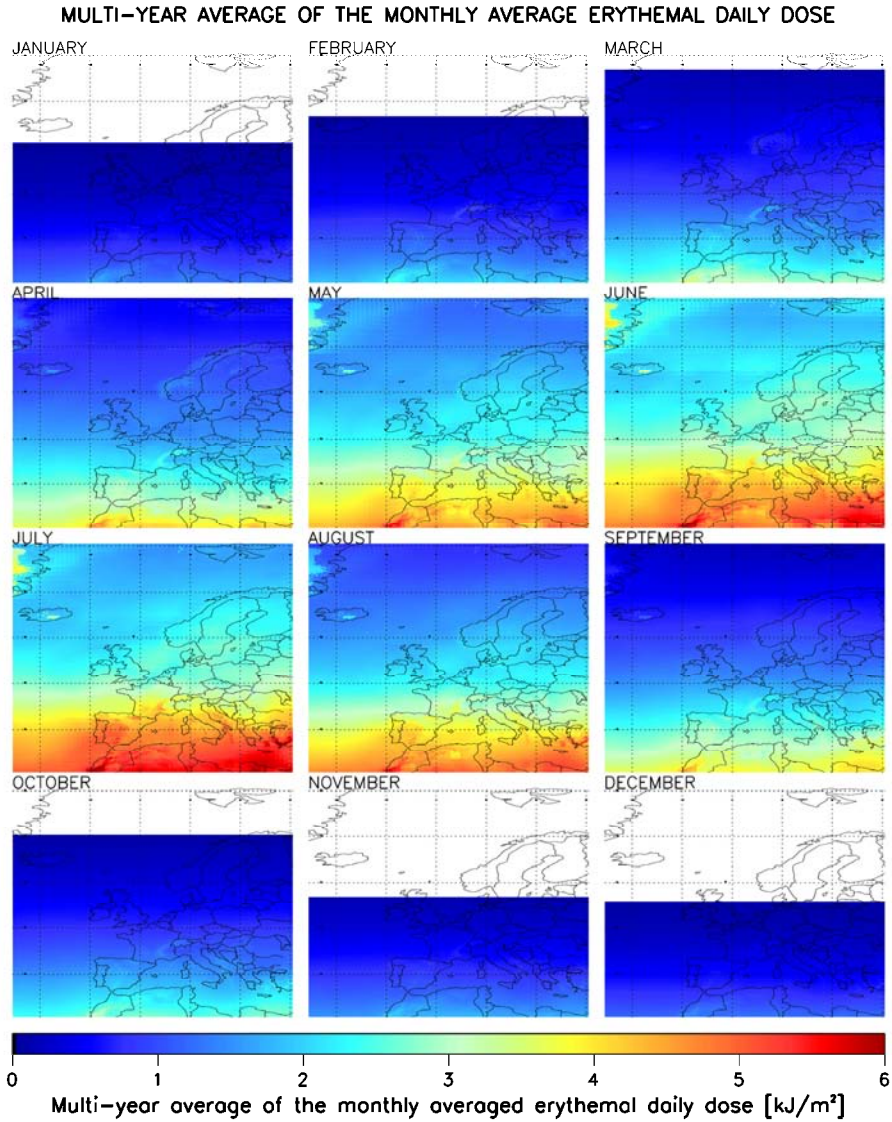 MULTI-YEAR AVERAGE OF THE MONTHLY AVERAGE ERYTHEMAL DAILY DOSE
JANUARY FEBRUARY MARCH
APRIL MAY JUNE
JULY AUGUST SEPTEMBER
OCTOBER NOVEMBER DECEMBER
0 1 2 3 4 5 6
Multi-year average of the monthly averaged erythemal daily dose [kJ/m²]